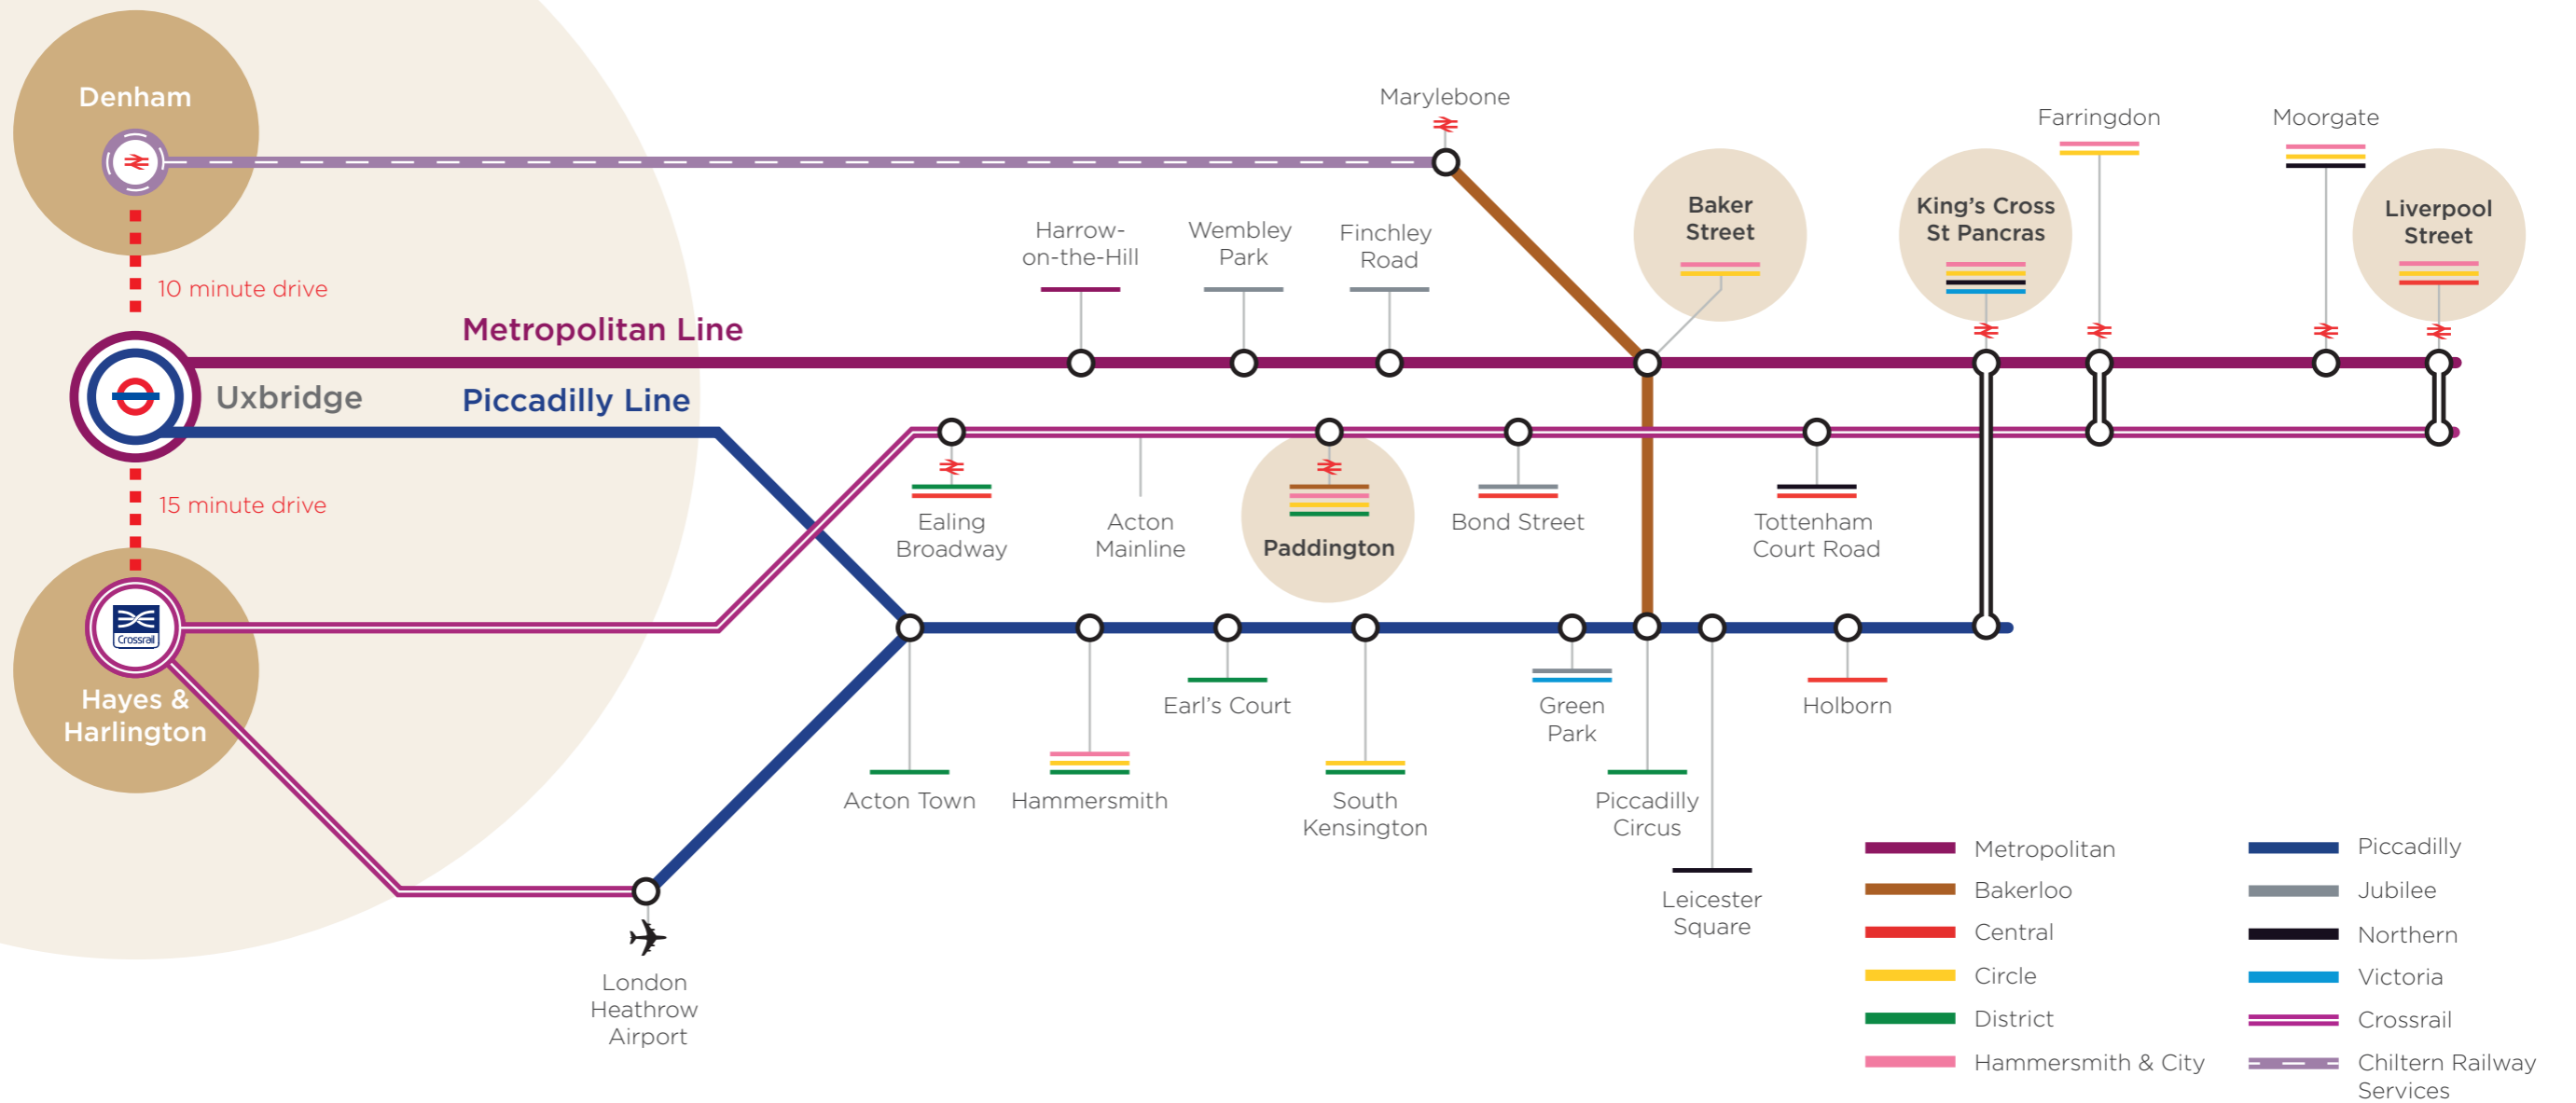 Denham
10 minute drive
Uxbridge
15 minute drive
Crossrail
Hayes &
Harlington
Metropolitan Line
Piccadilly Line
Marylebone
Harrow-
on-the-Hill
Wembley
Park
Finchley
Road
Baker
Street
King's Cross
St Pancras
Farringdon
Moorgate
Liverpool
Street
Ealing
Broadway
Acton
Mainline
Paddington
Bond Street
Tottenham
Court Road
Acton Town
Hammersmith
Earl's Court
South
Kensington
Green
Park
Piccadilly
Circus
Leicester
Square
Holborn
London
Heathrow
Airport
Metropolitan
Bakerloo
Central
Circle
District
Hammersmith & City
Piccadilly
Jubilee
Northern
Victoria
Crossrail
Chiltern Railway
Services